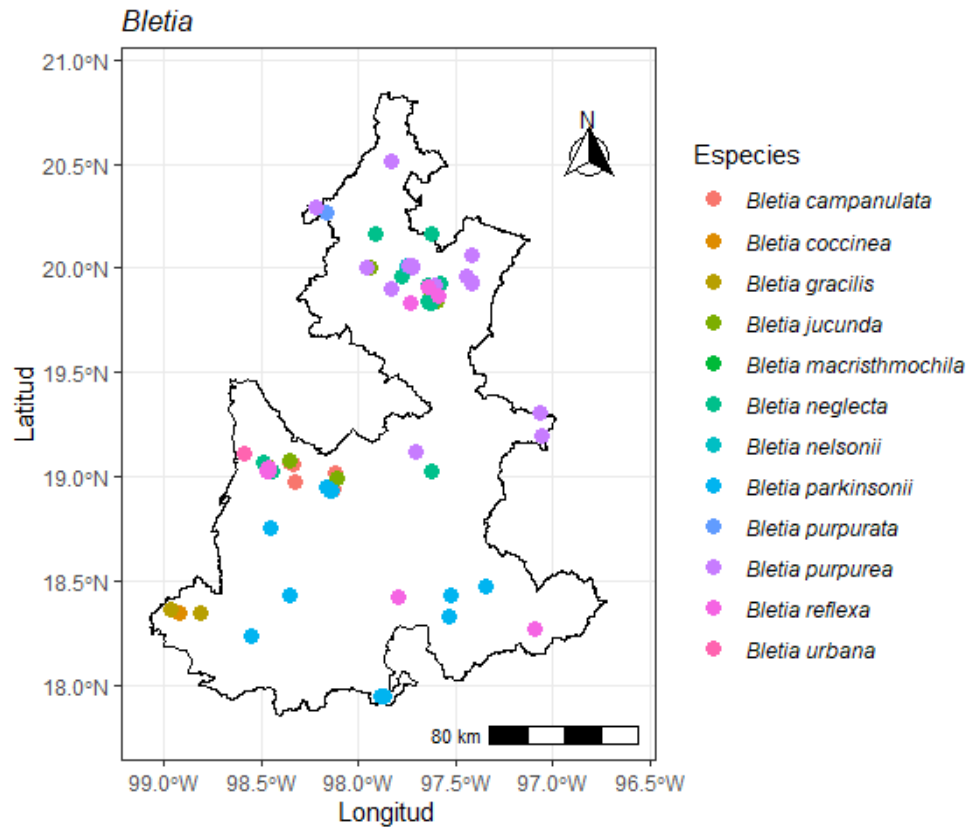 Bletia
21.0°N
20.5°N
20.0°N
19.5°N
19.0°N
18.5°N
18.0°N
Latitud
N
80 km
99.0°W 98.5°W 98.0°W 97.5°W 97.0°W 96.5°W
Longitud
Especies
Bletia campanulata
Bletia coccinea
Bletia gracilis
Bletia jucunda
Bletia macristhmochila
Bletia neglecta
Bletia nelsonii
Bletia parkinsonii
Bletia purpurata
Bletia purpurea
Bletia reflexa
Bletia urbana